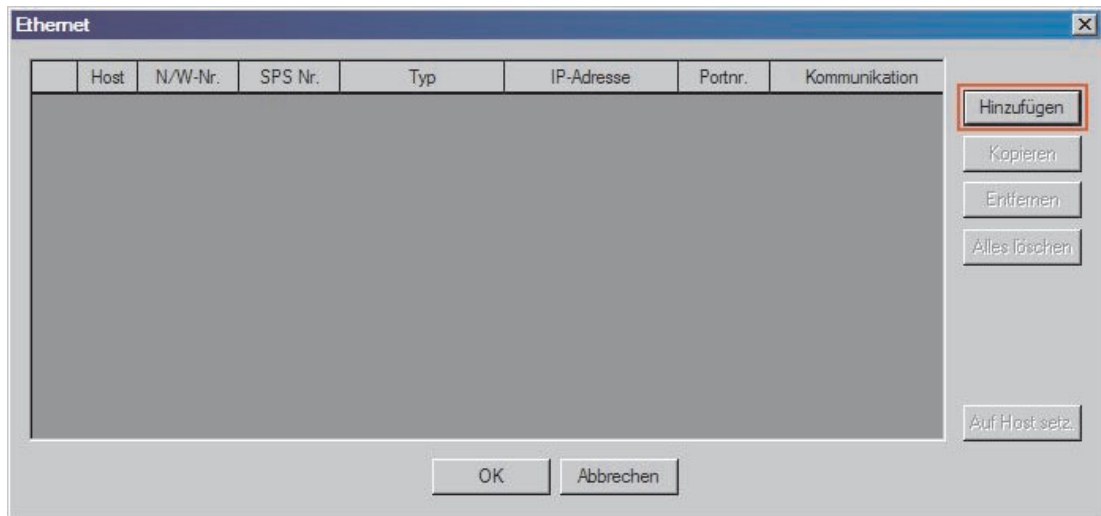 Ethernet
Host N/W-Nr. SPS Nr. Typ IP-Adresse Portnr. Kommunikation
Hinzufügen
Kopieren
Entfernen
Alles löschen
Auf Host setz.
OK Abbrechen